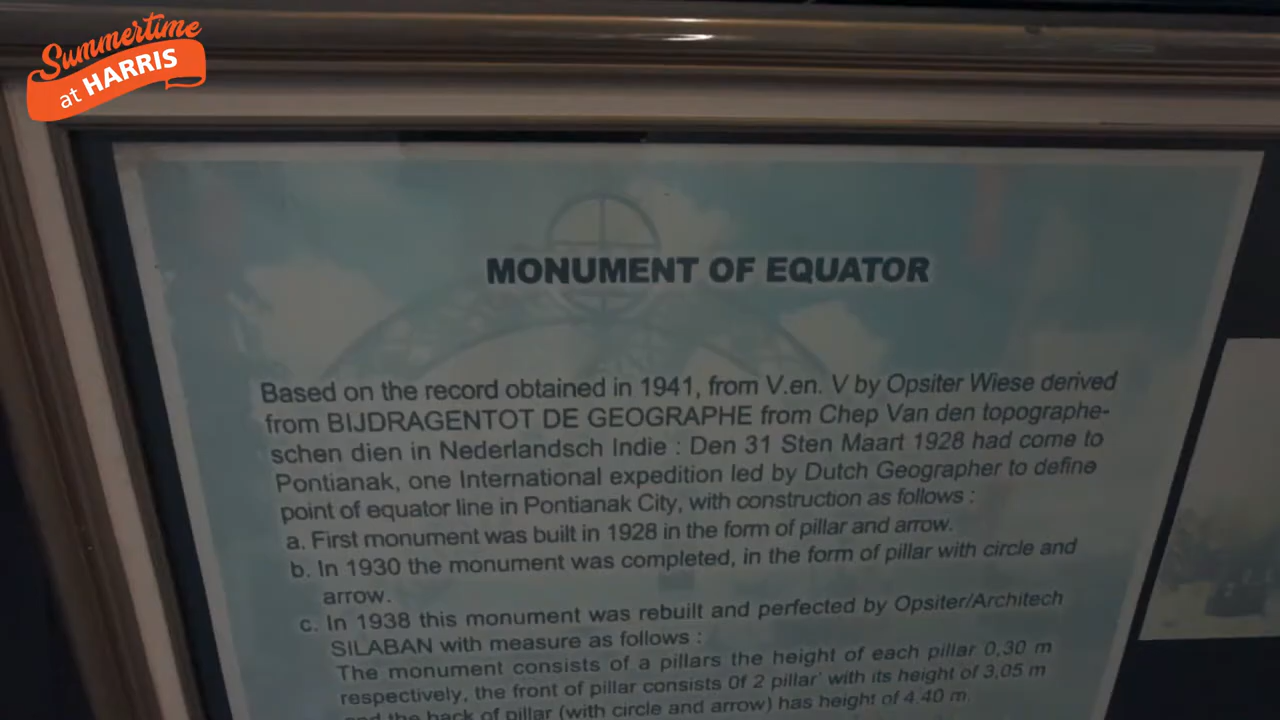 Summertime
at HARRIS
MONUMENT OF EQUATOR
Based on the record obtained in 1941, from V.en. V by Opsiter Wiese derived
from BIJDRAGENTOT DE GEOGRAPHE from Chep Van den topographe-
schen dien in Nederlandsch Indie : Den 31 Sten Maart 1928 had come to
Pontianak, one International expedition led by Dutch Geographer to define
point of equator line in Pontianak City, with construction as follows :
a. First monument was built in 1928 in the form of pillar and arrow.
b. In 1930 the monument was completed, in the form of pillar with circle and
arrow.
c. In 1938 this monument was rebuilt and perfected by Opsiter/Architech
SILABAN with measure as follows :
The monument consists of a pillars the height of each pillar 0,30 m
respectively, the front of pillar consists 0f 2 pillar' with its height of 3,05 m
and the back of pillar (with circle and arrow) has height of 4.40 m.